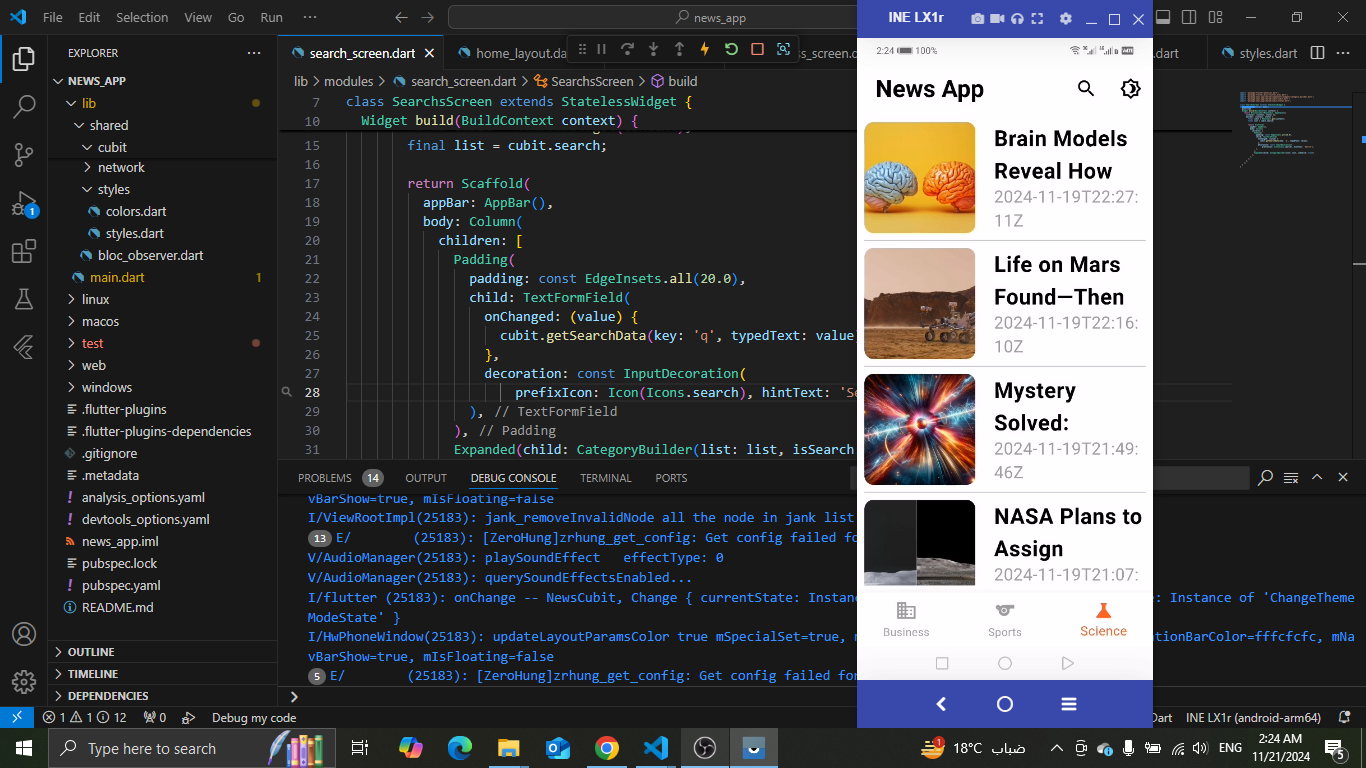 File Edit Selection View Go Run ··· news_app
INE LX1r
EXPLORER
NEWS_APP
lib
shared
cubit
network
styles
colors.dart
styles.dart
bloc_observer.dart
main.dart 1
linux
macos
test
web
windows
.flutter-plugins
.flutter-plugins-dependencies
.gitignore
.metadata
analysis_options.yaml
devtools_options.yaml
news_app.iml
pubspec.lock
pubspec.yaml
README.md
OUTLINE
TIMELINE
DEPENDENCIES
1
search_screen.dart home_layout.da ss_screen.dart dart styles.dart
lib > modules > search_screen.dart > SearchsScreen > build
7 class SearchsScreen extends StatelessWidget {
10 Widget build(BuildContext context) {
15 final list = cubit.search;
16
17 return Scaffold(
18 appBar: AppBar(),
19 body: Column(
20 children: [
21 Padding(
22 padding: const EdgeInsets.all(20.0),
23 child: TextFormField(
24 onChanged: (value) {
25 cubit.getSearchData(key: 'q', typedText: value
26 },
27 decoration: const InputDecoration(
28 prefixIcon: Icon(Icons.search), hintText: 'Se
29 ), // TextFormField
30 ), // Padding
31 Expanded(child: CategoryBuilder(list: list, isSearch
PROBLEMS 14 OUTPUT DEBUG CONSOLE TERMINAL PORTS
vBarShow=true, mIsFloating=false
I/ViewRootImpl(25183): jank_removeInvalidNode all the node in jank list
13 E/ (25183): [ZeroHung]zrhung_get_config: Get config failed fo
V/AudioManager(25183): playSoundEffect effectType: 0
V/AudioManager(25183): querySoundEffectsEnabled...
I/flutter (25183): onChange -- NewsCubit, Change { currentState: Instan : Instance of 'ChangeTheme
ModeState' }
I/HwPhoneWindow(25183): updateLayoutParamsColor true mSpecialSet=true, ationBarColor=fffcfcfc, mNa
vBarShow=true, mIsFloating=false
5 E/ (25183): [ZeroHung]zrhung_get_config: Get config failed fo
2:24 100%
News App
Brain Models
Reveal How
2024-11-19T22:27:
11Z
Life on Mars
Found—Then
2024-11-19T22:16:
10Z
Mystery
Solved:
2024-11-19T21:49:
46Z
NASA Plans to
Assign
2024-11-19T21:07:
Business Sports Science
1 1 12 0 Debug my code Dart INE LX1r (android-arm64)
Type here to search 1 18°C ضباب ENG 2:24 AM
11/21/2024 5